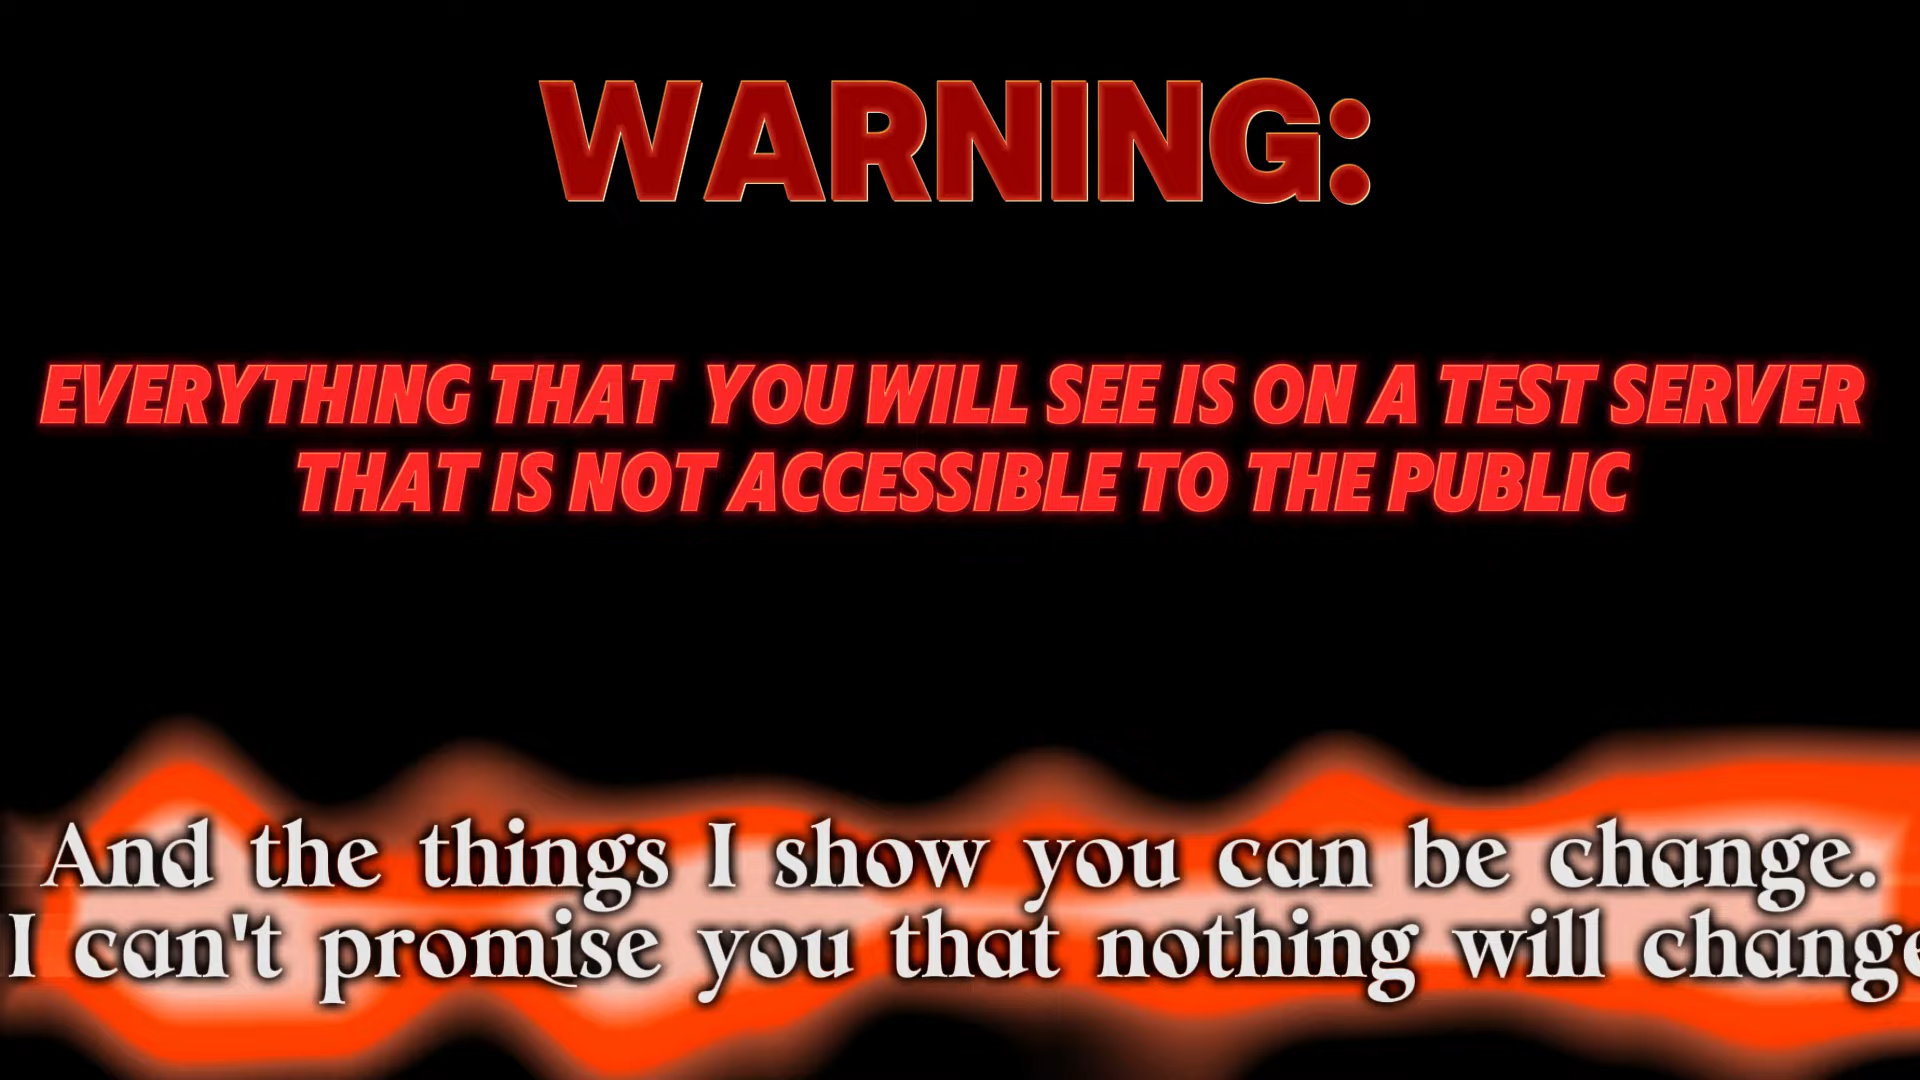 WARNING:
EVERYTHING THAT YOU WILL SEE IS ON A TEST SERVER
THAT IS NOT ACCESSIBLE TO THE PUBLIC
And the things I show you can be change.
I can't promise you that nothing will change